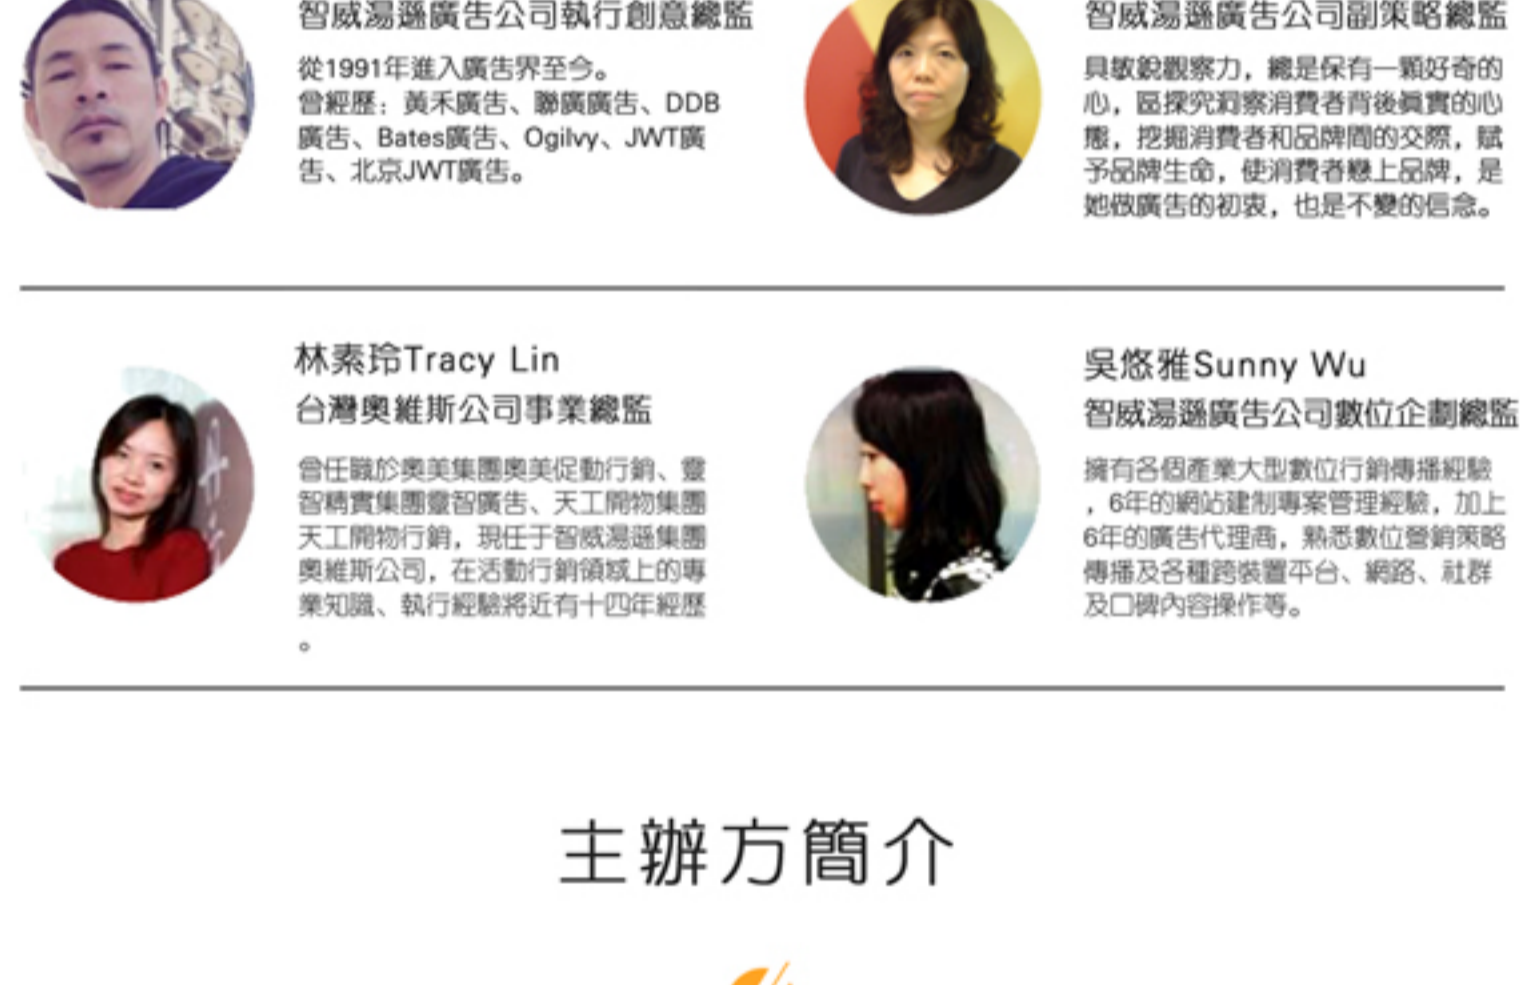 智威湯遜廣告公司執行創意總監
從1991年進入廣告界至今。
曾經歷：黃禾廣告、聯廣廣告、DDB
廣告、Bates廣告、Ogilvy、JWT廣
告、北京JWT廣告。
智威湯遜廣告公司副策略總監
具敏銳觀察力，總是保有一顆好奇的
心，區探究洞察消費者背後真實的心
態，挖掘消費者和品牌間的交際，賦
予品牌生命，使消費者戀上品牌，是
她做廣告的初衷，也是不變的信念。
林素玲Tracy Lin
台灣奧維斯公司事業總監
曾任職於奧美集團奧美促動行銷、靈
智精實集團靈智廣告、天工開物集團
天工開物行銷，現任于智威湯遜集團
奧維斯公司，在活動行銷領域上的專
業知識、執行經驗將近有十四年經歷
。
吳悠雅Sunny Wu
智威湯遜廣告公司數位企劃總監
擁有各個產業大型數位行銷傳播經驗
，6年的網站建制專案管理經驗，加上
6年的廣告代理商，熟悉數位營銷策略
傳播及各種跨裝置平台、網路、社群
及口碑內容操作等。
主辦方簡介